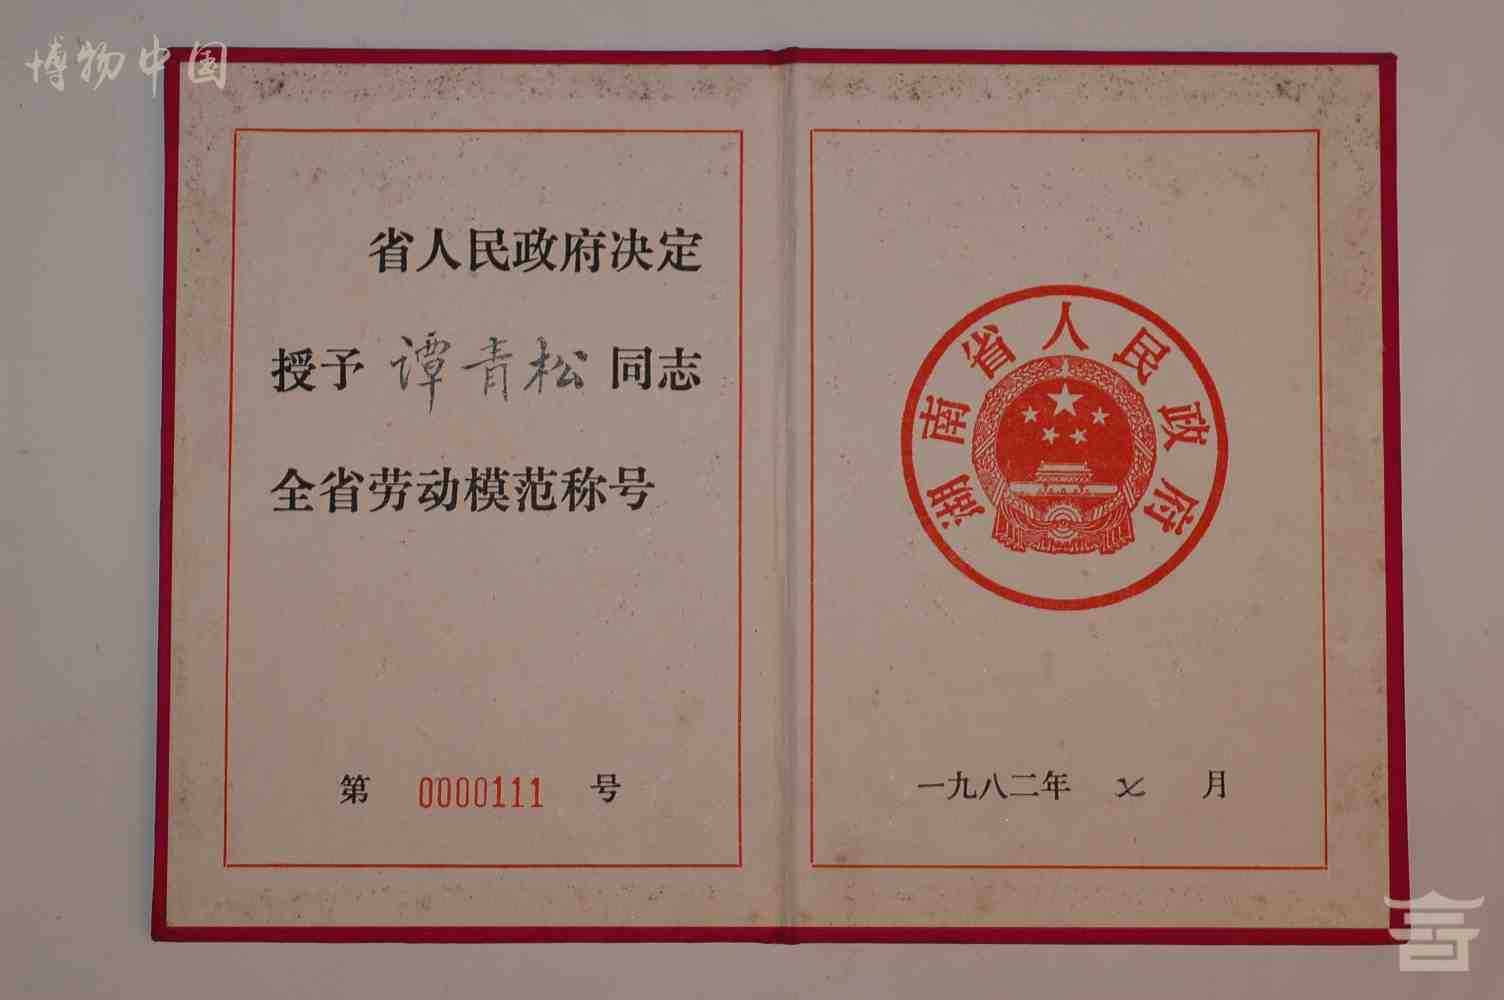 博物中国
省人民政府决定
授予 谭青松 同志
全省劳动模范称号
第 0000111 号
湖南省人民政府
一九八二年 七 月